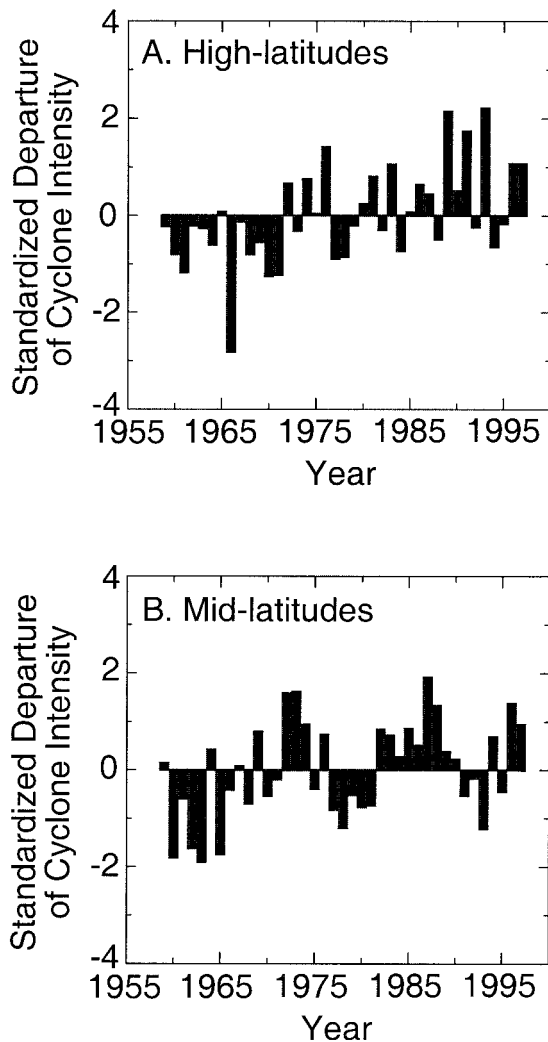 A. High-latitudes
Standardized Departure
of Cyclone Intensity
4
2
0
-2
-4
1955 1965 1975 1985 1995
Year
B. Mid-latitudes
Standardized Departure
of Cyclone Intensity
4
2
0
-2
-4
1955 1965 1975 1985 1995
Year